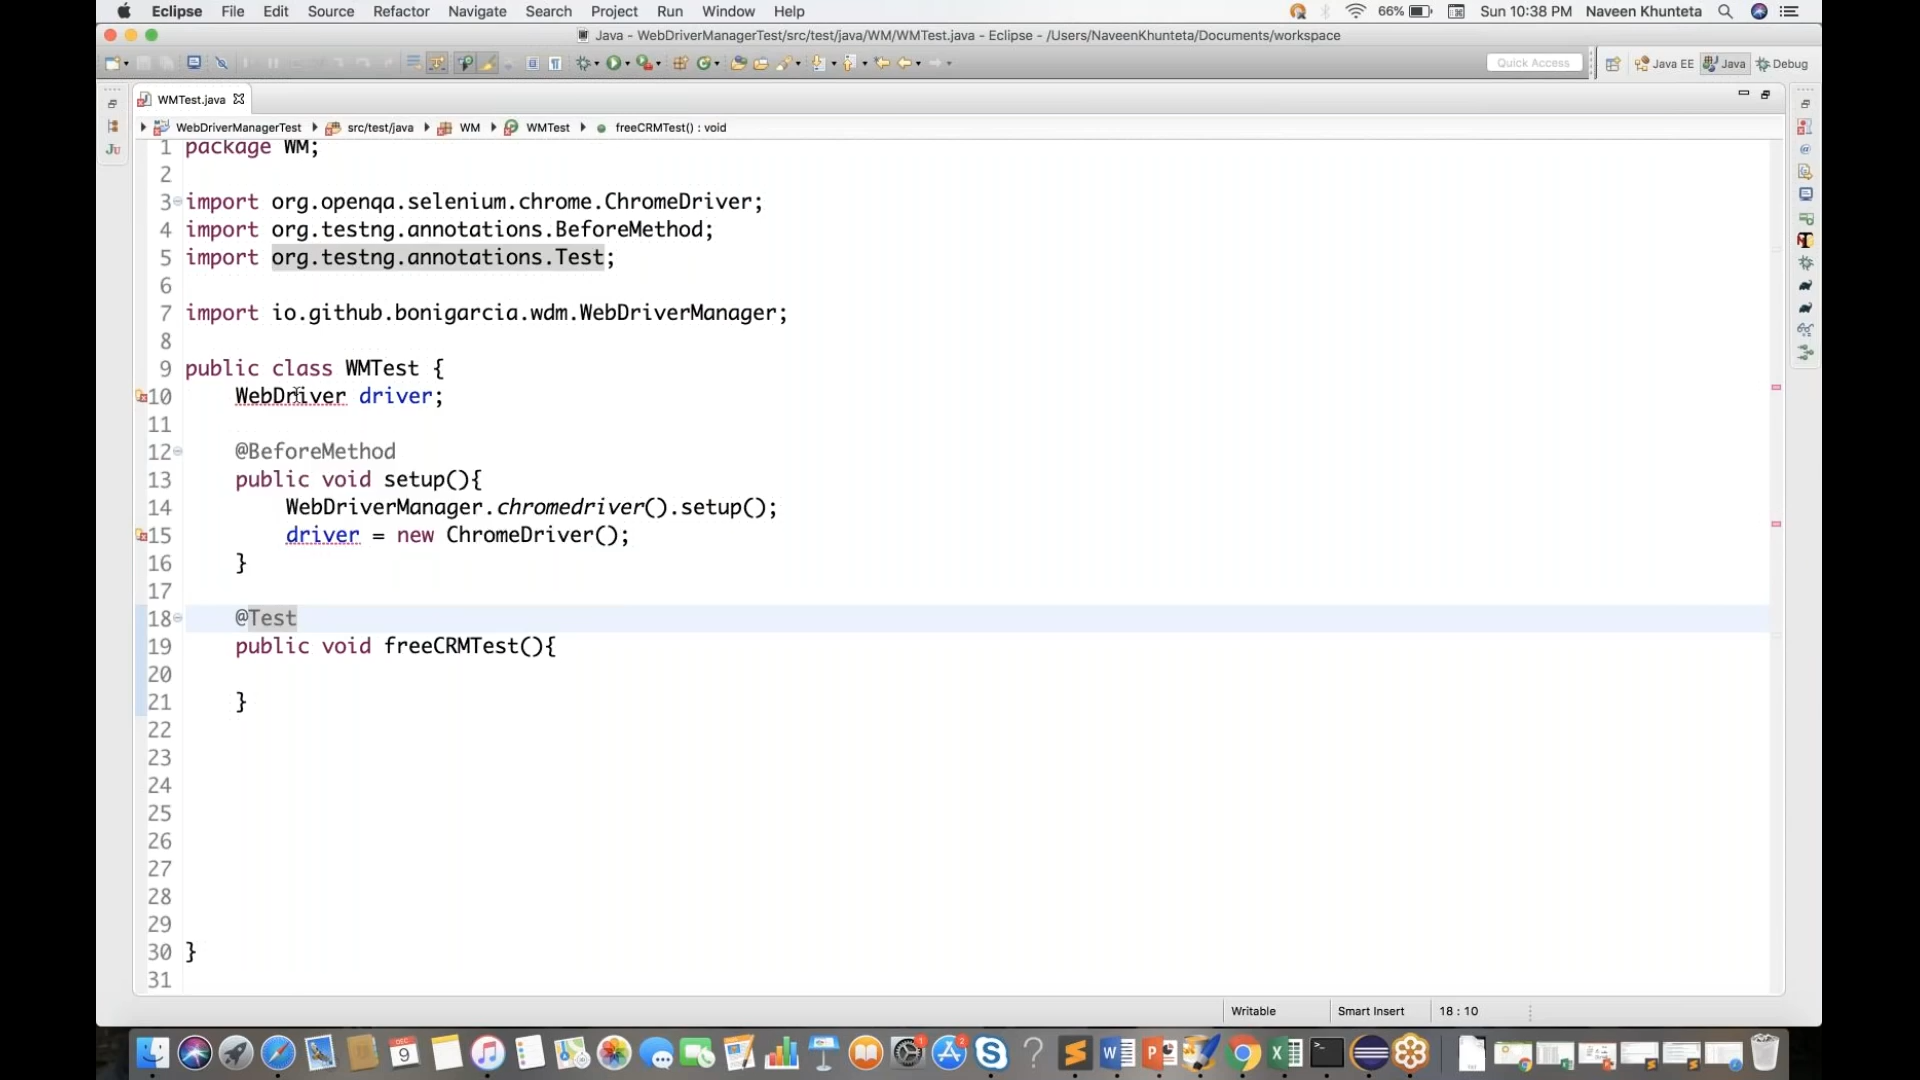 Eclipse File Edit Source Refactor Navigate Search Project Run Window Help 66% Sun 10:38 PM Naveen Khunteta
Java - WebDriverManagerTest/src/test/java/WM/WMTest.java - Eclipse - /Users/NaveenKhunteta/Documents/workspace
Quick Access Java EE Java Debug
WMTest.java
WebDriverManagerTest src/test/java WM WMTest freeCRMTest() : void
1 package WM;
2
3 import org.openqa.selenium.chrome.ChromeDriver;
4 import org.testng.annotations.BeforeMethod;
5 import org.testng.annotations.Test;
6
7 import io.github.bonigarcia.wdm.WebDriverManager;
8
9 public class WMTest {
10 WebDriver driver;
11
12 @BeforeMethod
13 public void setup(){
14 WebDriverManager.chromedriver().setup();
15 driver = new ChromeDriver();
16 }
17
18 @Test
19 public void freeCRMTest(){
20
21 }
22
23
24
25
26
27
28
29
30 }
31
Writable Smart Insert 18 : 10